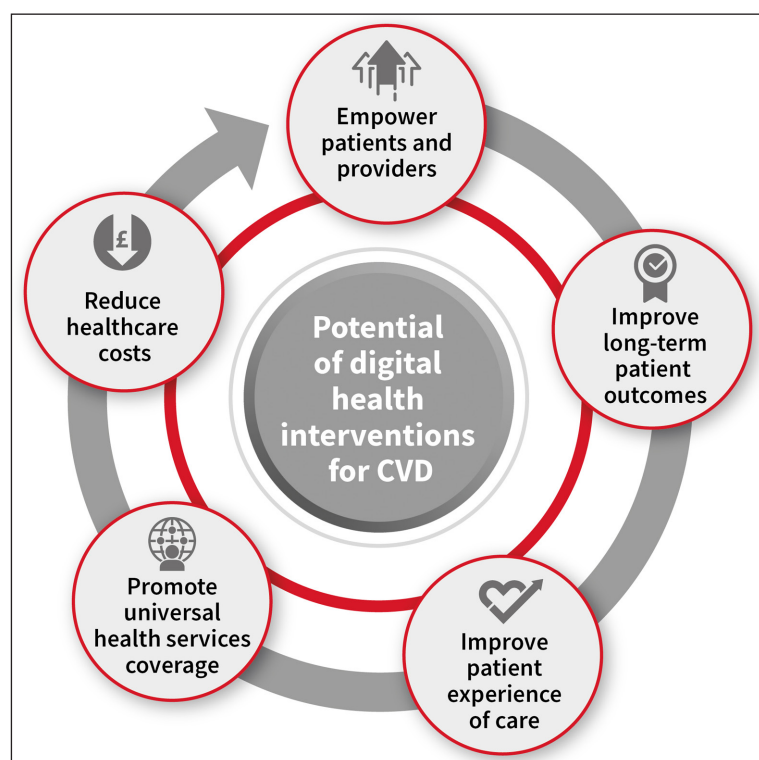 Empower
patients and
providers
Improve
long-term
patient
outcomes
Improve
patient
experience
of care
Promote
universal
health services
coverage
£
Reduce
healthcare
costs
Potential
of digital
health
interventions
for CVD